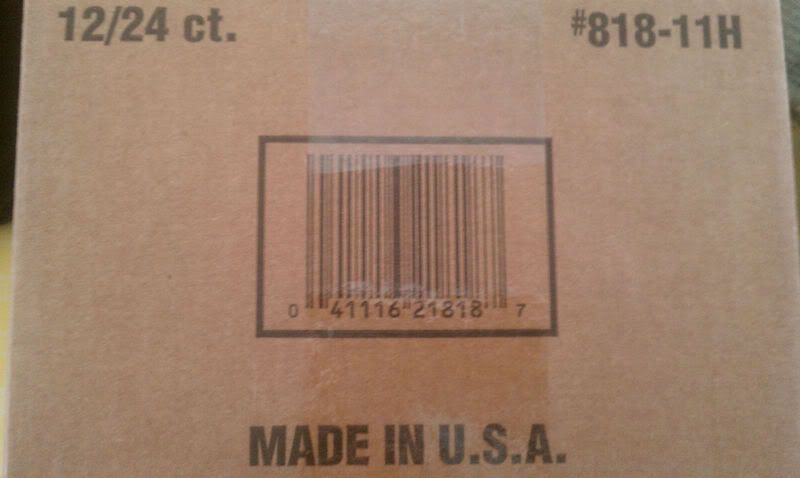 12/24 ct. #818-11H
0 41116 21818 7
MADE IN U.S.A.